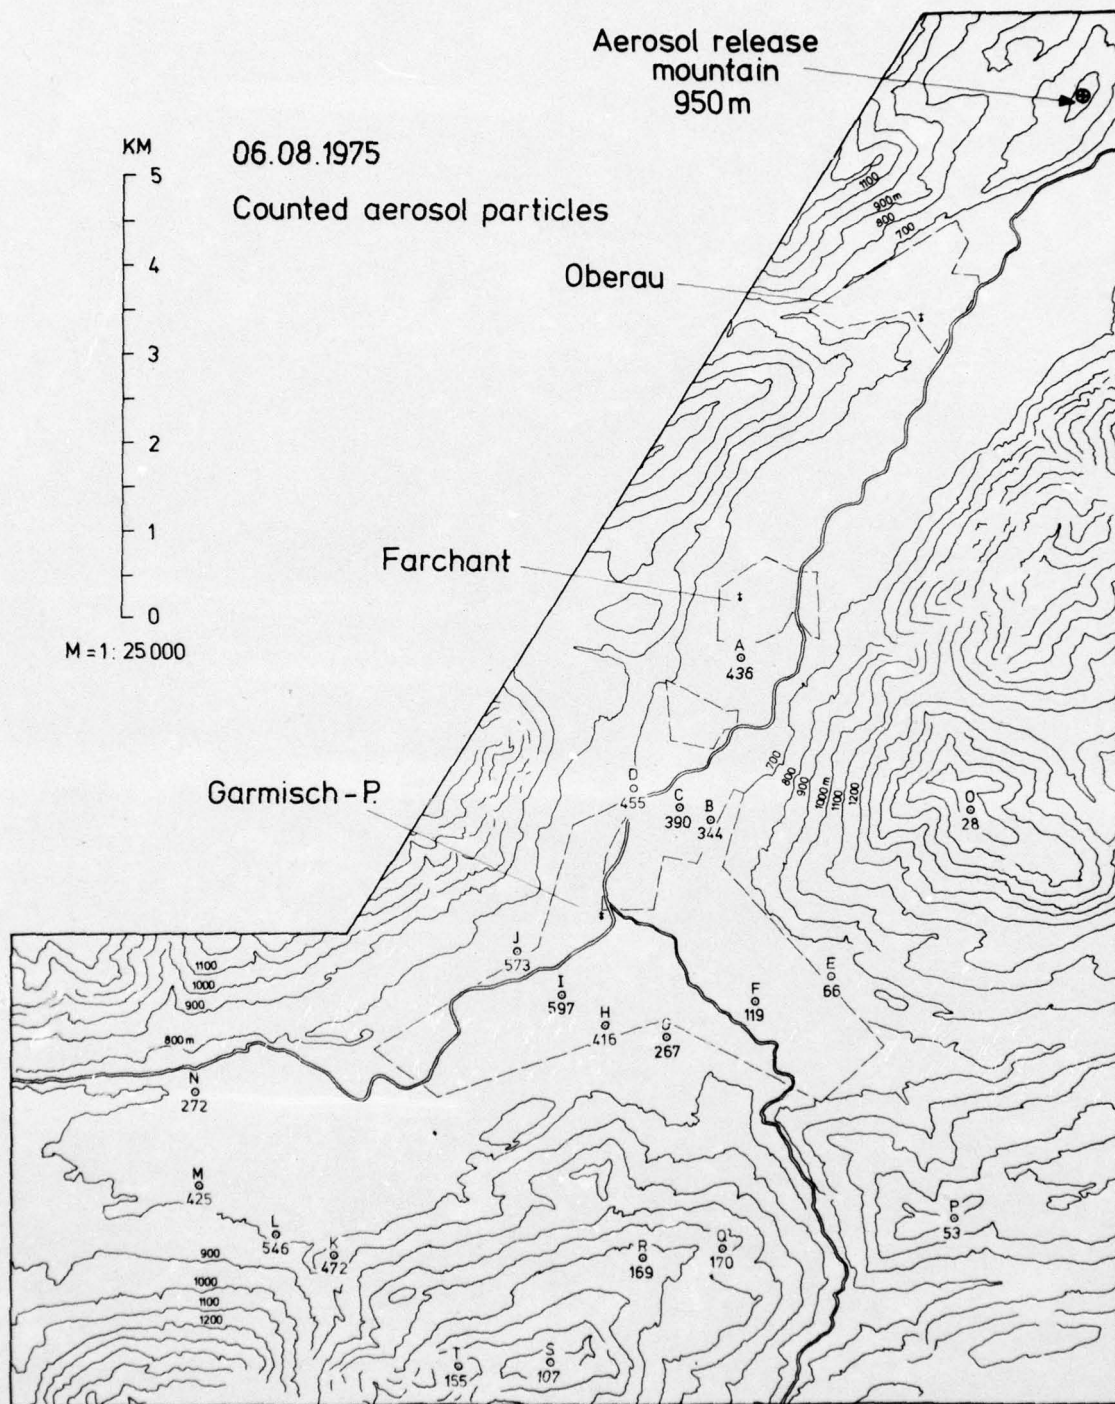 Aerosol release
mountain
950m
KM
06.08.1975
5
Counted aerosol particles
1100
900m
800
700
4
Oberau
3
2
1
Farchant
0
M=1:25000
A
436
700
800
900
1000m
1100
1200
Garmisch-P.
D
455
C
390
B
344
O
28
J
573
E
66
I
597
F
119
H
416
G
267
1100
1000
900
800m
N
272
M
425
L
546
K
472
P
53
Q
170
R
169
900
1000
1100
1200
T
155
S
107